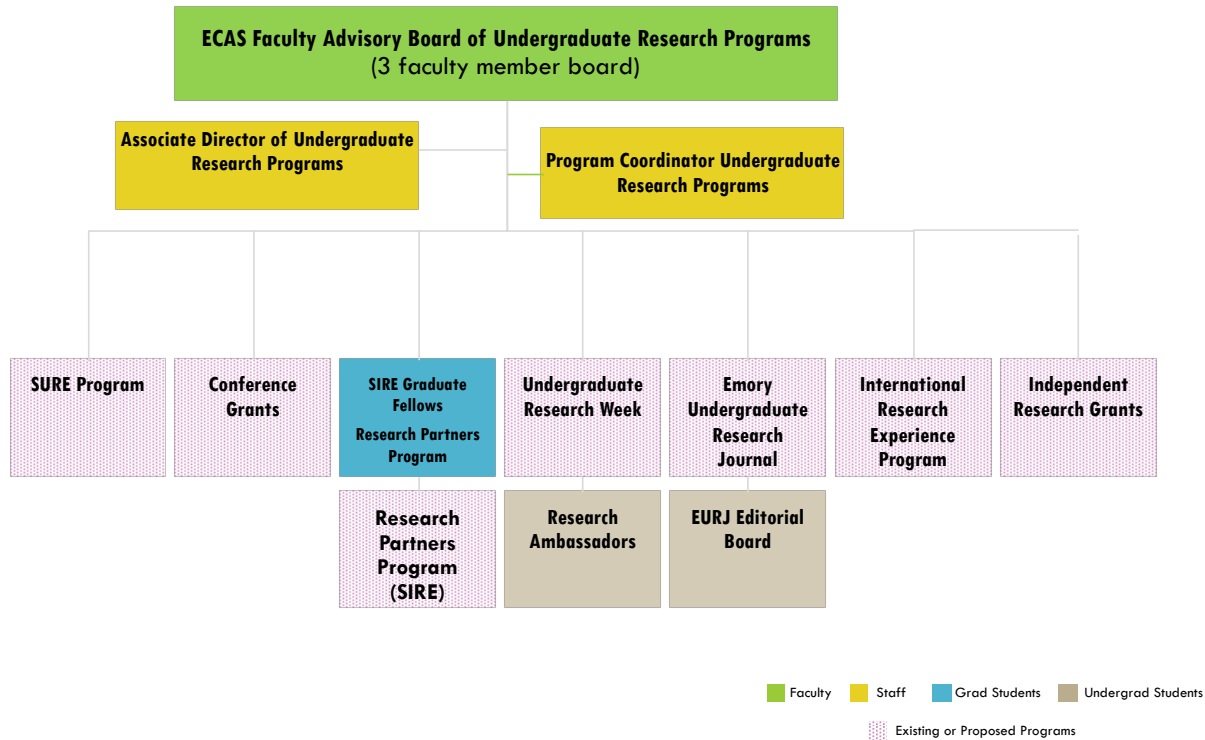 ECAS Faculty Advisory Board of Undergraduate Research Programs
(3 faculty member board)
Associate Director of Undergraduate
Research Programs
Program Coordinator Undergraduate
Research Programs
SURE Program
Conference
Grants
SIRE Graduate
Fellows
Research Partners
Program
Undergraduate
Research Week
Emory
Undergraduate
Research
Journal
International
Research
Experience
Program
Independent
Research Grants
Research
Partners
Program
(SIRE)
Research
Ambassadors
EURJ Editorial
Board
Faculty
Staff
Grad Students
Undergrad Students
Existing or Proposed Programs